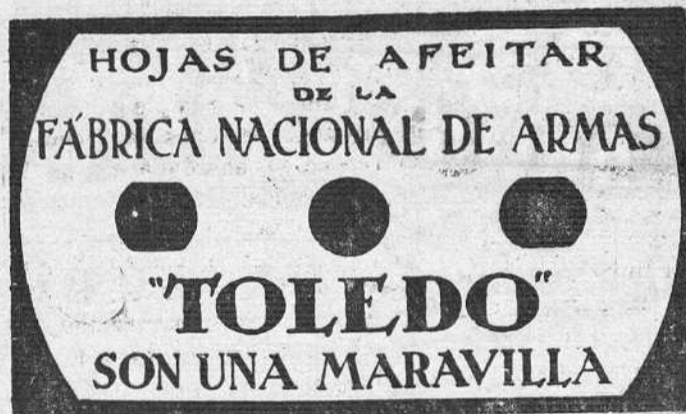 HOJAS DE AFEITAR
DE LA
FÁBRICA NACIONAL DE ARMAS
"TOLEDO"
SON UNA MARAVILLA